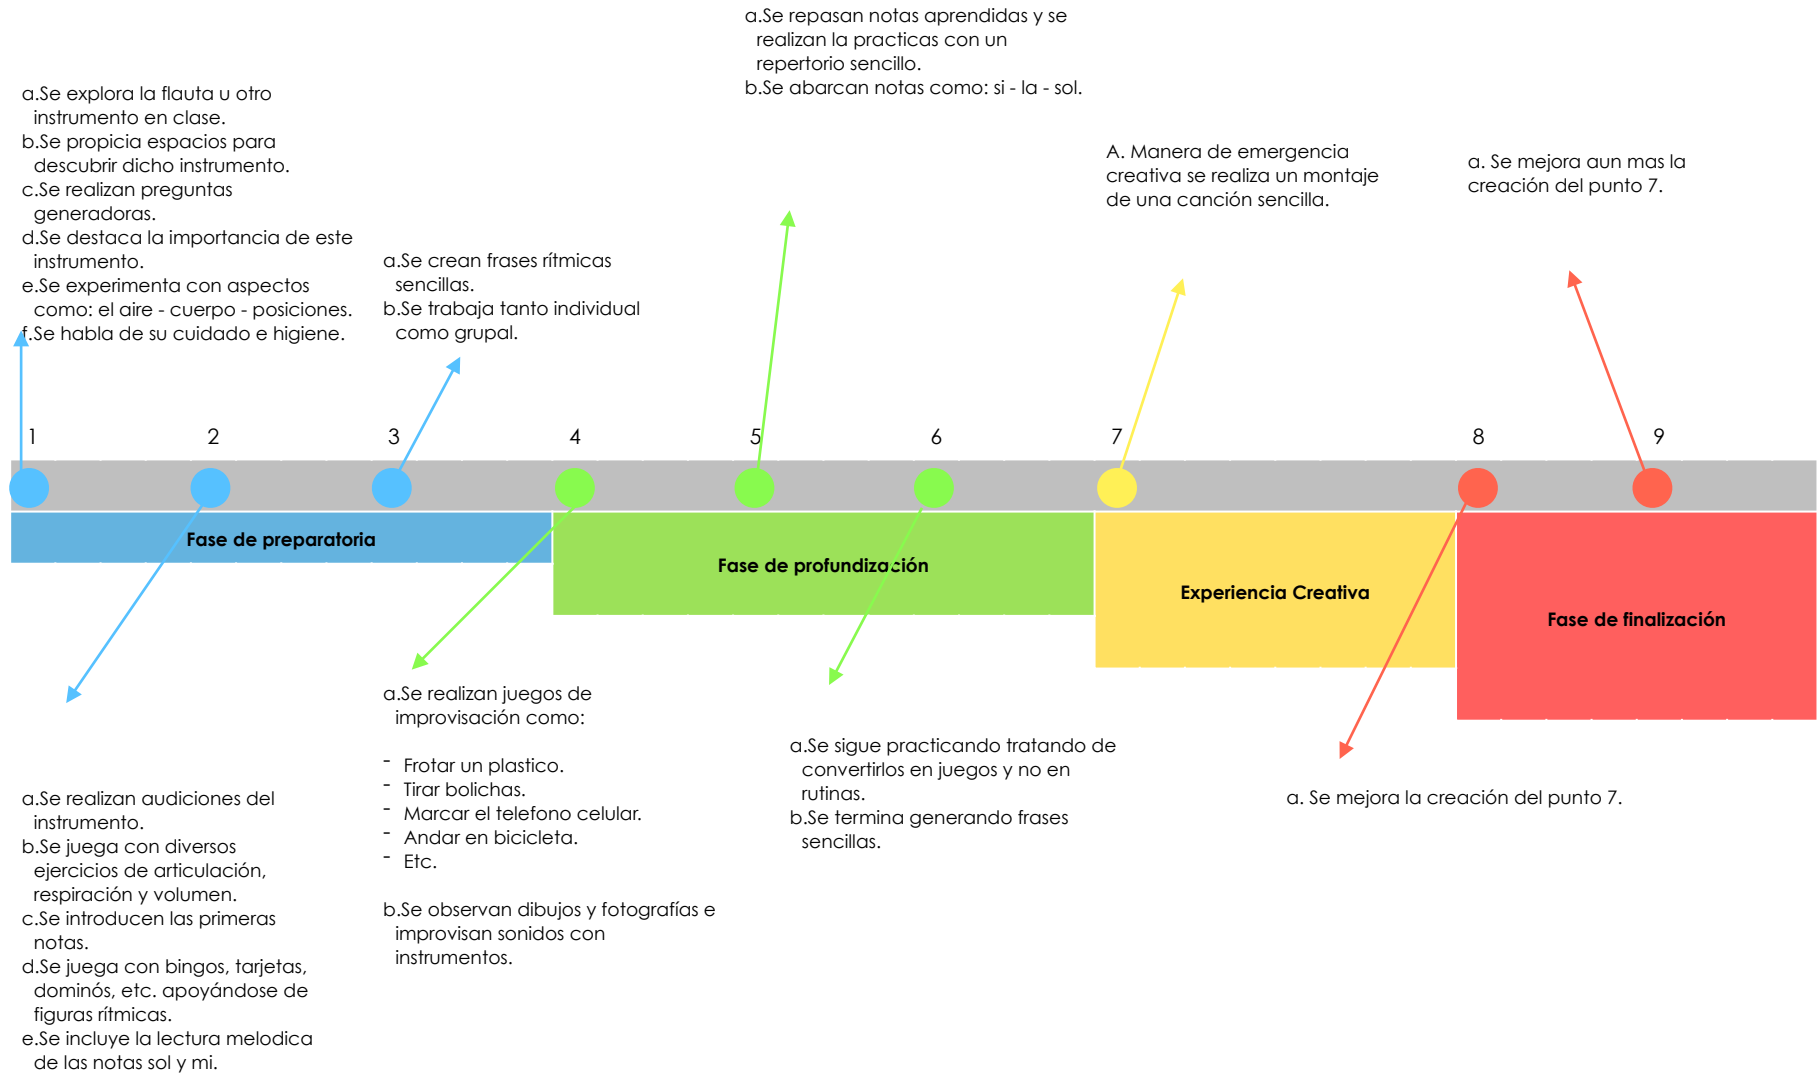 a.Se repasan notas aprendidas y se
realizan la practicas con un
repertorio sencillo.
b.Se abarcan notas como: si - la - sol.
a.Se explora la flauta u otro
instrumento en clase.
b.Se propicia espacios para
descubrir dicho instrumento.
c.Se realizan preguntas
generadoras.
d.Se destaca la importancia de este
instrumento.
e.Se experimenta con aspectos
como: el aire - cuerpo - posiciones.
f.Se habla de su cuidado e higiene.
a.Se crean frases rítmicas
sencillas.
b.Se trabaja tanto individual
como grupal.
A. Manera de emergencia
creativa se realiza un montaje
de una canción sencilla.
a. Se mejora aun mas la
creación del punto 7.
1 2 3 4 5 6 7 8 9
Fase de preparatoria
Fase de profundización
Experiencia Creativa
Fase de finalización
a.Se realizan audiciones del
instrumento.
b.Se juega con diversos
ejercicios de articulación,
respiración y volumen.
c.Se introducen las primeras
notas.
d.Se juega con bingos, tarjetas,
dominós, etc. apoyándose de
figuras rítmicas.
e.Se incluye la lectura melodica
de las notas sol y mi.
a.Se realizan juegos de
improvisación como:
- Frotar un plastico.
- Tirar bolichas.
- Marcar el telefono celular.
- Andar en bicicleta.
- Etc.
b.Se observan dibujos y fotografías e
improvisan sonidos con
instrumentos.
a.Se sigue practicando tratando de
convertirlos en juegos y no en
rutinas.
b.Se termina generando frases
sencillas.
a. Se mejora la creación del punto 7.